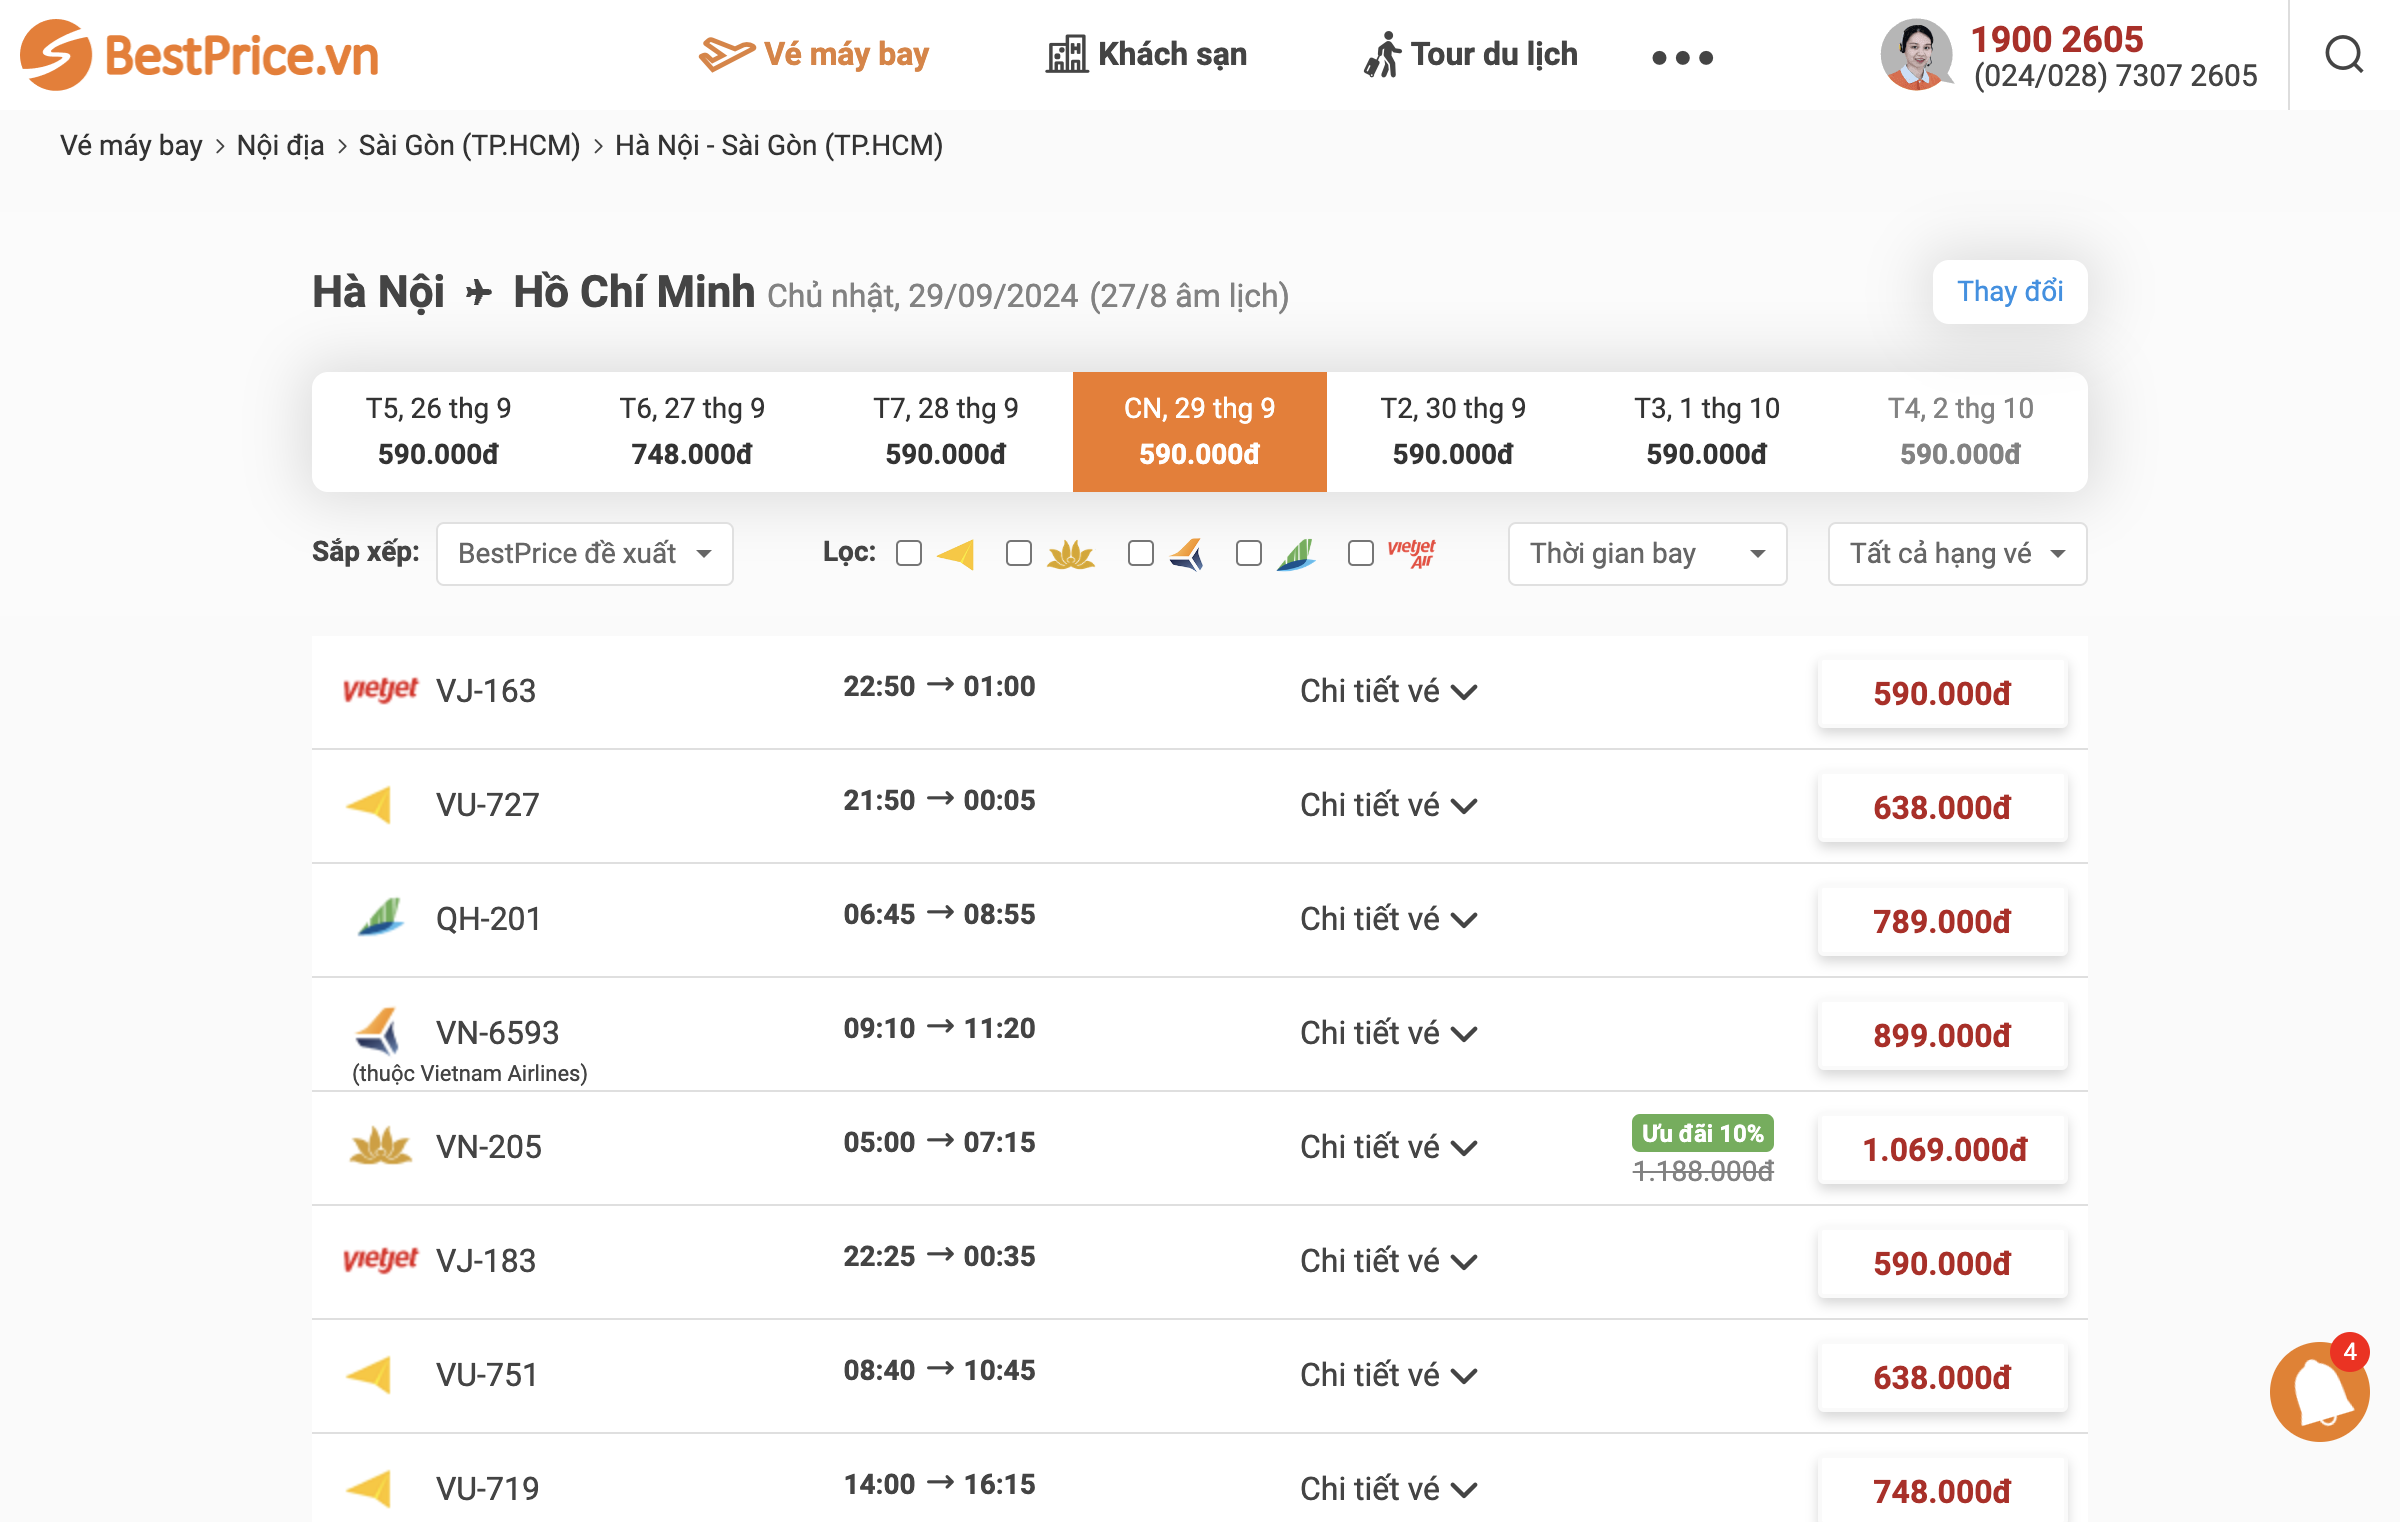 BestPrice.vn
Vé máy bay
Khách sạn
Tour du lịch
1900 2605
(024/028) 7307 2605
Vé máy bay > Nội địa > Sài Gòn (TP.HCM) > Hà Nội - Sài Gòn (TP.HCM)
Hà Nội Hồ Chí Minh Chủ nhật, 29/09/2024 (27/8 âm lịch)
Thay đổi
T5, 26 thg 9
590.000đ
T6, 27 thg 9
748.000đ
T7, 28 thg 9
590.000đ
CN, 29 thg 9
590.000đ
T2, 30 thg 9
590.000đ
T3, 1 thg 10
590.000đ
T4, 2 thg 10
590.000đ
Sắp xếp: BestPrice đề xuất
Lọc:
vietjet
Air
Thời gian bay
Tất cả hạng vé
vietjet VJ-163 22:50 → 01:00 Chi tiết vé 590.000đ
VU-727 21:50 → 00:05 Chi tiết vé 638.000đ
QH-201 06:45 → 08:55 Chi tiết vé 789.000đ
VN-6593 09:10 → 11:20 Chi tiết vé 899.000đ
(thuộc Vietnam Airlines)
VN-205 05:00 → 07:15 Chi tiết vé Ưu đãi 10% 1.069.000đ
1.188.000đ
vietjet VJ-183 22:25 → 00:35 Chi tiết vé 590.000đ
VU-751 08:40 → 10:45 Chi tiết vé 638.000đ
4
VU-719 14:00 → 16:15 Chi tiết vé 748.000đ